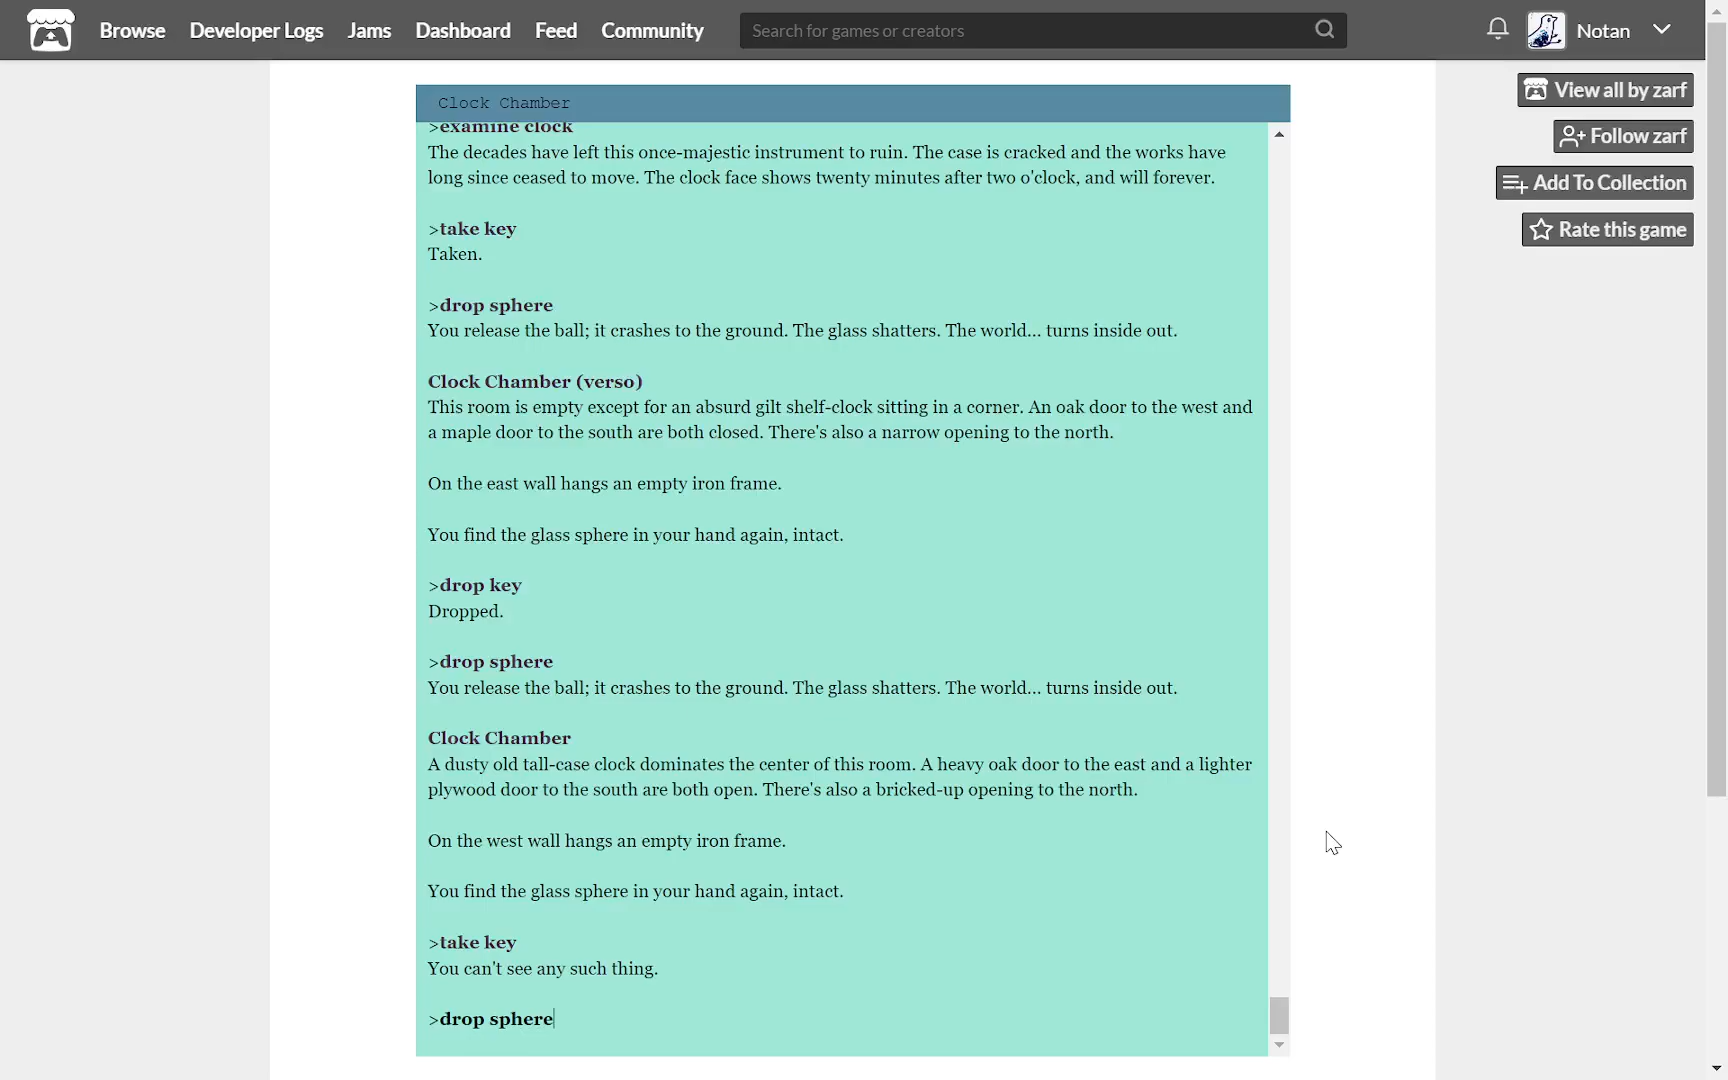 Browse Developer Logs Jams Dashboard Feed Community Search for games or creators Notan
View all by zarf
Follow zarf
Add To Collection
Rate this game
Clock Chamber
>examine clock
The decades have left this once-majestic instrument to ruin. The case is cracked and the works have
long since ceased to move. The clock face shows twenty minutes after two o'clock, and will forever.
>take key
Taken.
>drop sphere
You release the ball; it crashes to the ground. The glass shatters. The world... turns inside out.
Clock Chamber (verso)
This room is empty except for an absurd gilt shelf-clock sitting in a corner. An oak door to the west and
a maple door to the south are both closed. There's also a narrow opening to the north.
On the east wall hangs an empty iron frame.
You find the glass sphere in your hand again, intact.
>drop key
Dropped.
>drop sphere
You release the ball; it crashes to the ground. The glass shatters. The world... turns inside out.
Clock Chamber
A dusty old tall-case clock dominates the center of this room. A heavy oak door to the east and a lighter
plywood door to the south are both open. There's also a bricked-up opening to the north.
On the west wall hangs an empty iron frame.
You find the glass sphere in your hand again, intact.
>take key
You can't see any such thing.
>drop sphere